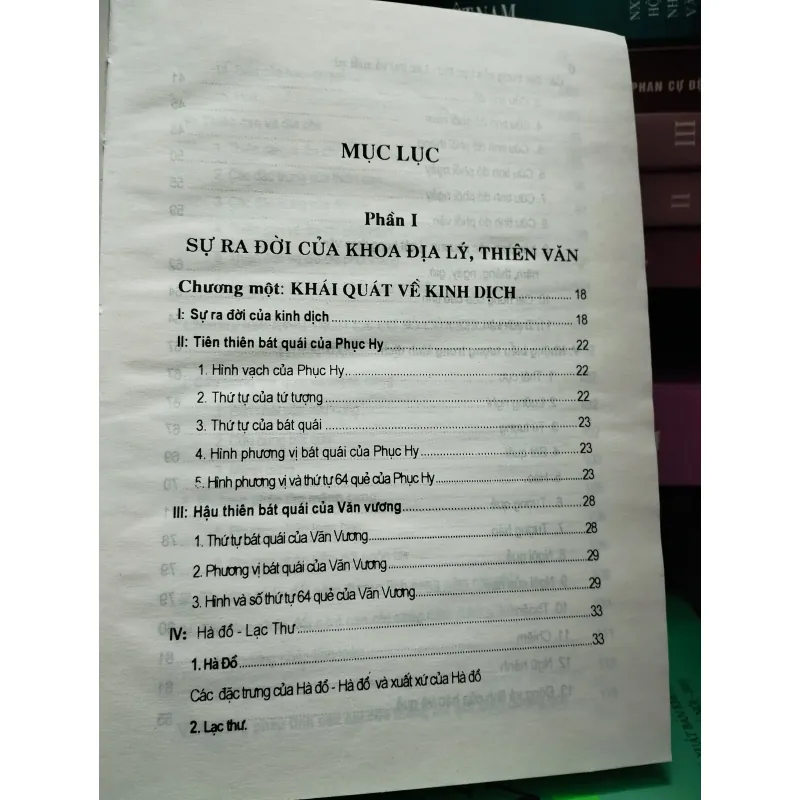 MỤC LỤC
Phần I
SỰ RA ĐỜI CỦA KHOA ĐỊA LÝ, THIÊN VĂN
Chương một: KHÁI QUÁT VỀ KINH DỊCH..............18
I: Sự ra đời của kinh dịch..............18
II: Tiên thiên bát quái của Phục Hy..............22
1. Hình vạch của Phục Hy..............22
2. Thứ tự của tứ tượng..............22
3. Thứ tự của bát quái..............23
4. Hình phương vị bát quái của Phục Hy..............23
5. Hình phương vị và thứ tự 64 quẻ của Phục Hy..............23
III: Hậu thiên bát quái của Văn vương..............28
1. Thứ tự bát quái của Văn Vương..............28
2. Phương vị bát quái của Văn Vương..............29
3. Hình và số thứ tự 64 quẻ của Văn Vương..............29
IV: Hà đồ - Lạc Thư..............33
1. Hà Đồ..............33
Các đặc trưng của Hà đồ - Hà đồ và xuất xứ của Hà đồ
2. Lạc thư.
PHAN CỰ ĐỆ
III
II